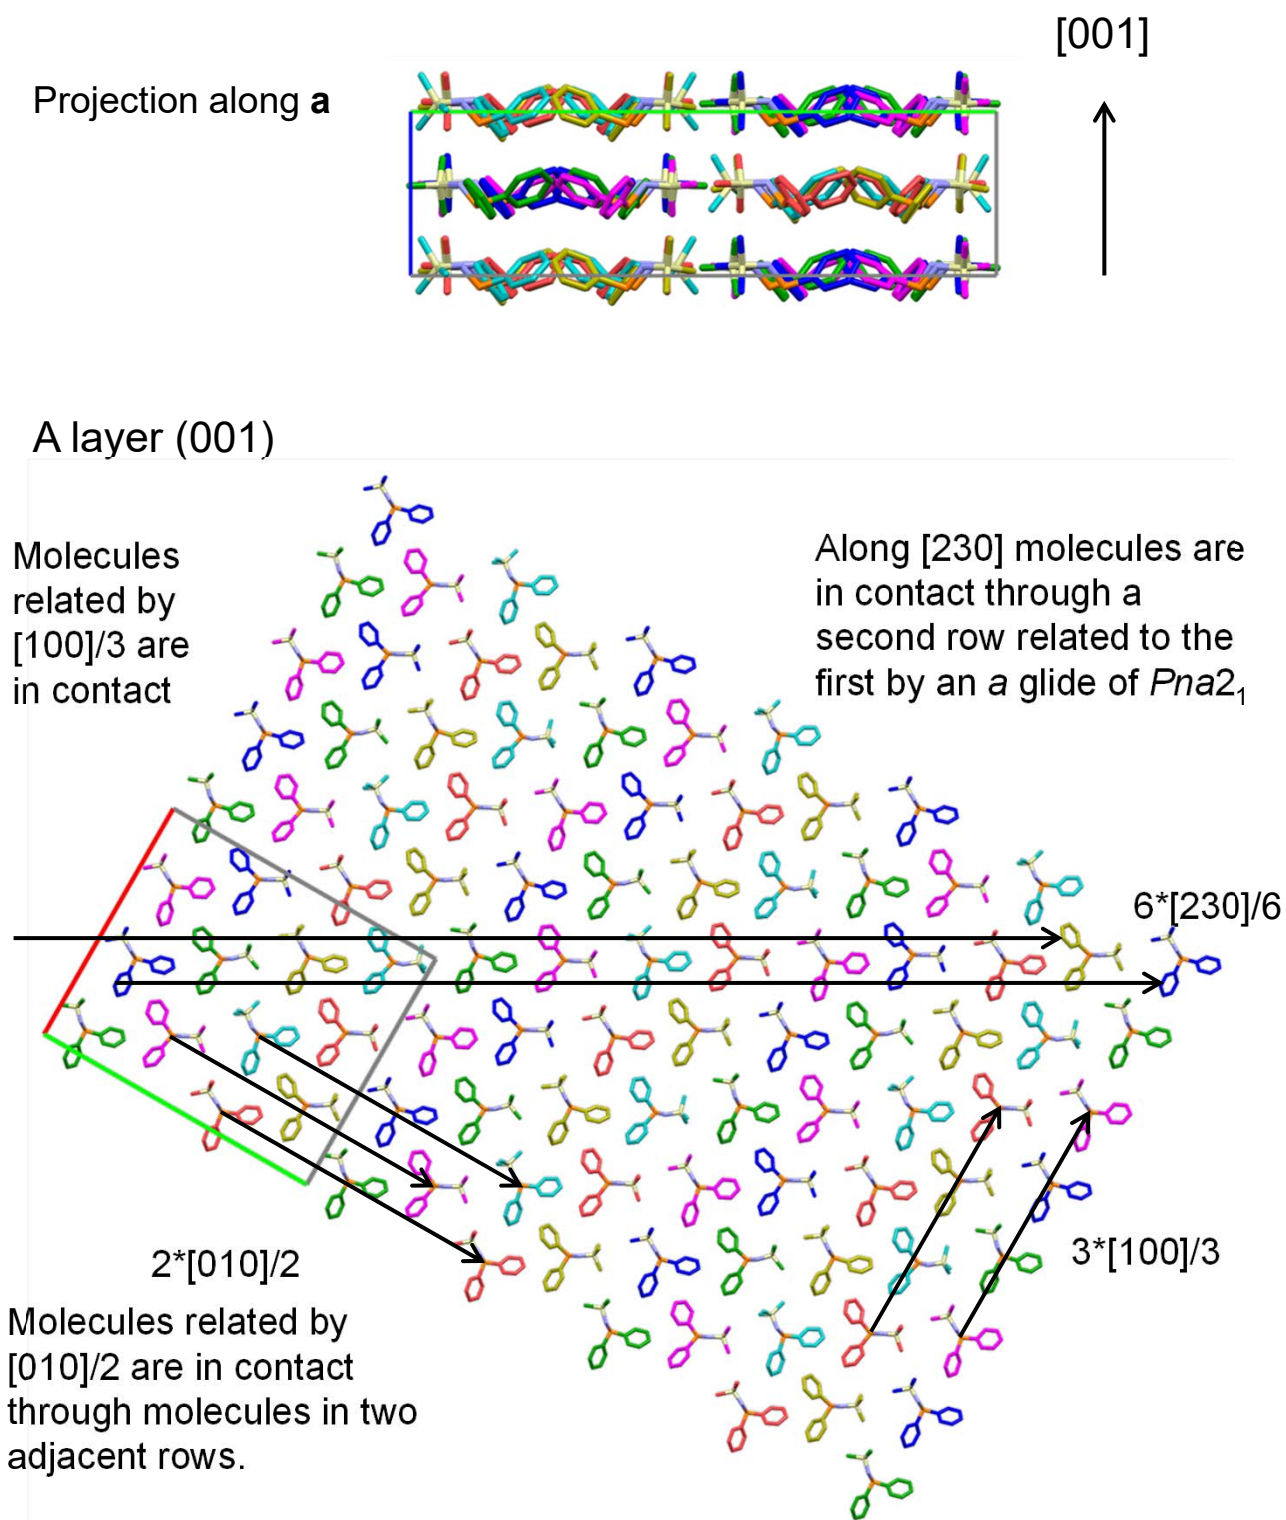 [001]
Projection along a
A layer (001)
Molecules
related by
[100]/3 are
in contact
Along [230] molecules are
in contact through a
second row related to the
first by an a glide of Pna2₁
6*[230]/6
2*[010]/2
3*[100]/3
Molecules related by
[010]/2 are in contact
through molecules in two
adjacent rows.